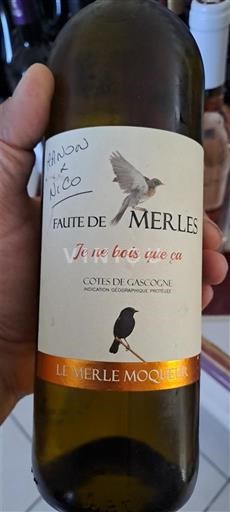 MANON
&
NICO
FAUTE DE MERLES
Je ne bois que ça
VINTED
COTES DE GASCOGNE
INDICATION GÉOGRAPHIQUE PROTÉGÉE
LE MERLE MOQUEUR